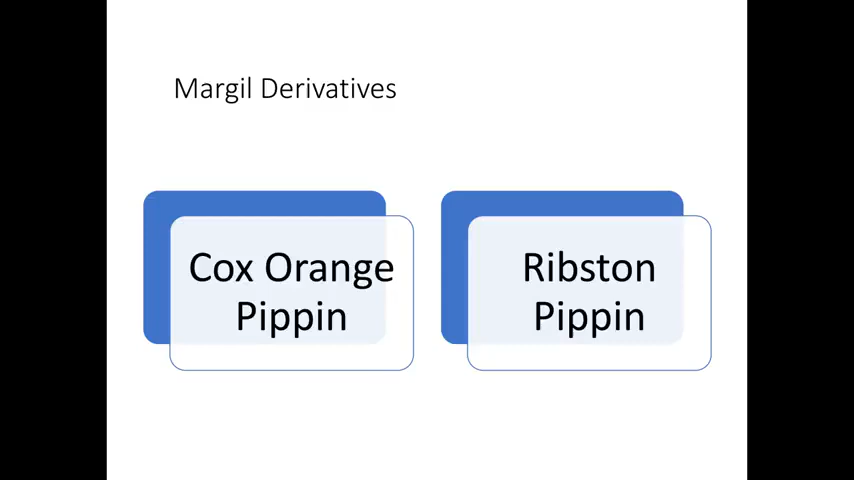 Margil Derivatives
Cox Orange
Pippin
Ribston
Pippin